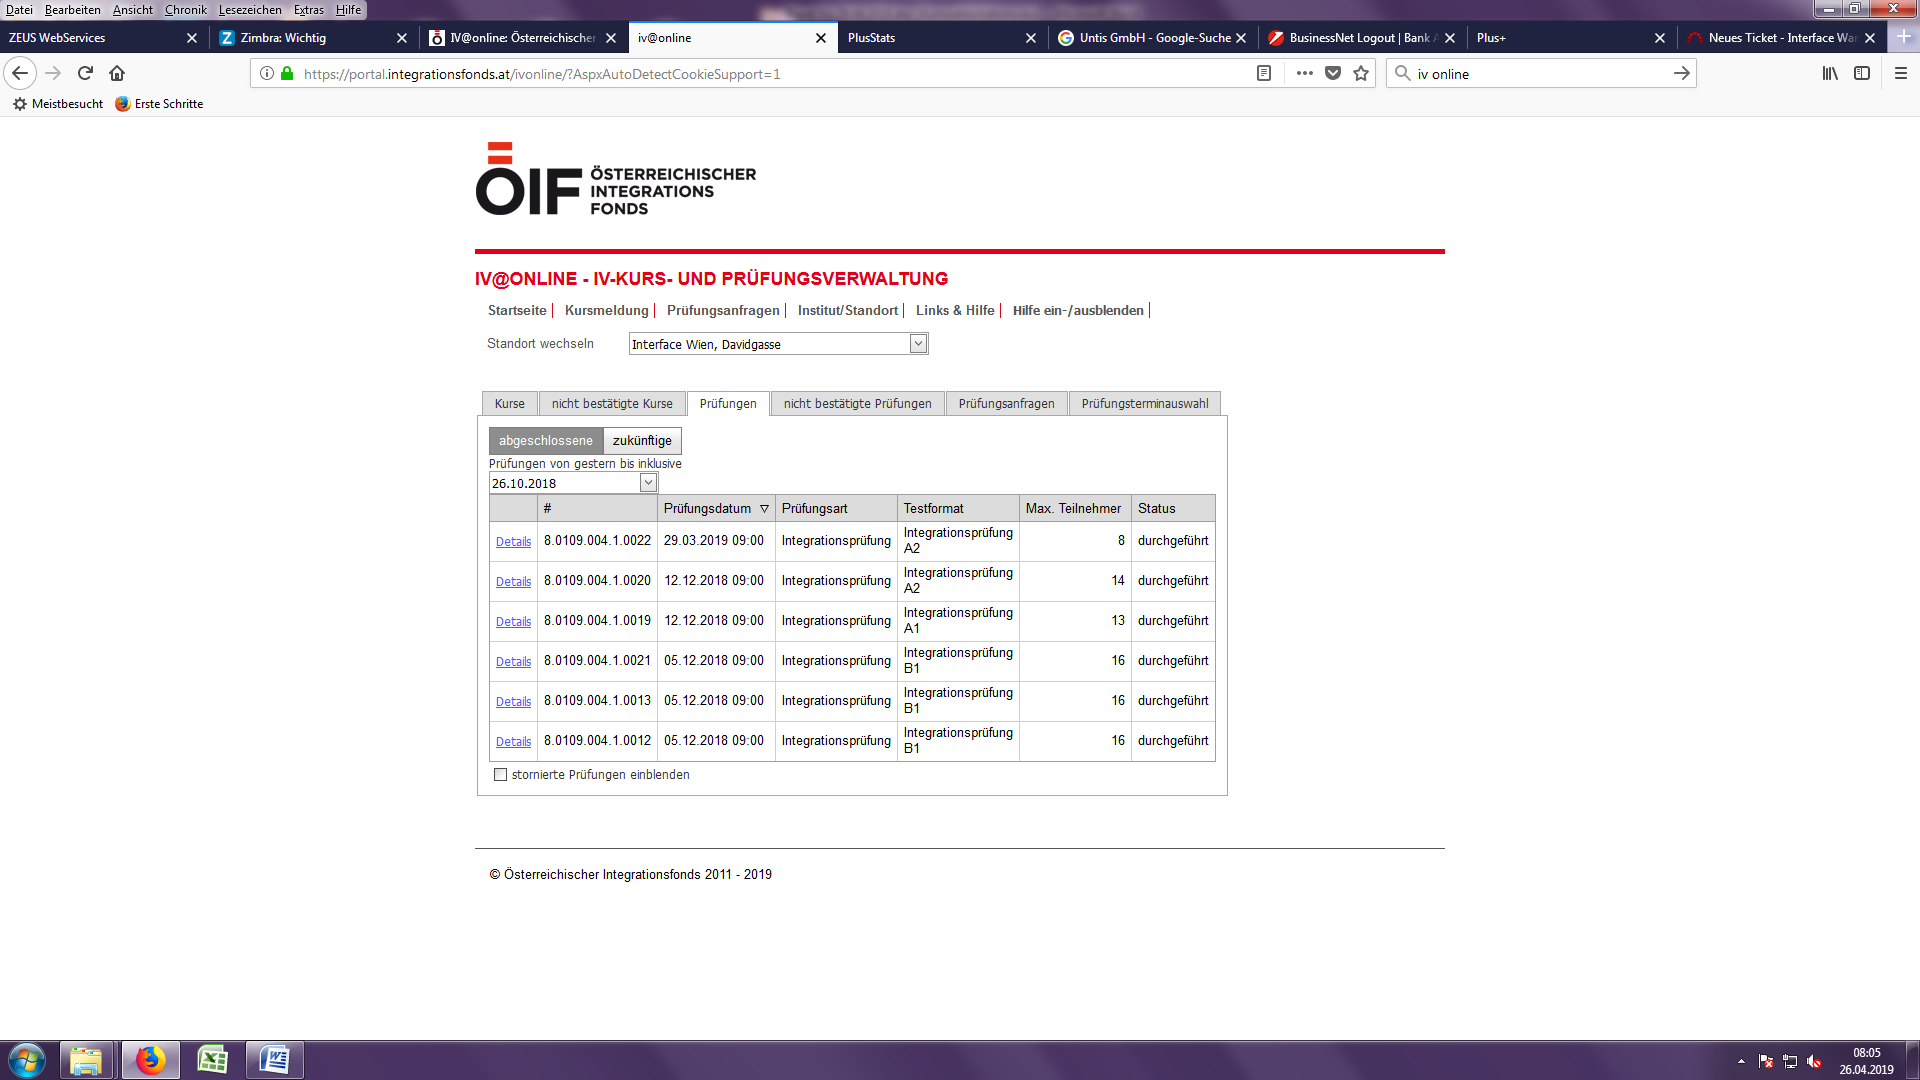 Datei Bearbeiten Ansicht Chronik Lesezeichen Extras Hilfe
ZEUS WebServices Zimbra: Wichtig IV@online: Österreichischer iv@online PlusStats Untis GmbH - Google-Suche BusinessNet Logout | Bank Plus+ Neues Ticket - Interface
https://portal.integrationsfonds.at/ivonline/?AspxAutoDetectCookieSupport=1 iv online
Meistbesucht Erste Schritte
ÖIF ÖSTERREICHISCHER
INTEGRATIONS
FONDS
IV@ONLINE - IV-KURS- UND PRÜFUNGSVERWALTUNG
Startseite Kursmeldung Prüfungsanfragen Institut/Standort Links & Hilfe Hilfe ein-/ausblenden
Standort wechseln Interface Wien, Davidgasse
Kurse nicht bestätigte Kurse Prüfungen nicht bestätigte Prüfungen Prüfungsanfragen Prüfungsterminauswahl
abgeschlossene zukünftige
Prüfungen von gestern bis inklusive
26.10.2018
# Prüfungsdatum Prüfungsart Testformat Max. Teilnehmer Status
Details 8.0109.004.1.0022 29.03.2019 09:00 Integrationsprüfung Integrationsprüfung A2 8 durchgeführt
Details 8.0109.004.1.0020 12.12.2018 09:00 Integrationsprüfung Integrationsprüfung A2 14 durchgeführt
Details 8.0109.004.1.0019 12.12.2018 09:00 Integrationsprüfung Integrationsprüfung A1 13 durchgeführt
Details 8.0109.004.1.0021 05.12.2018 09:00 Integrationsprüfung Integrationsprüfung B1 16 durchgeführt
Details 8.0109.004.1.0013 05.12.2018 09:00 Integrationsprüfung Integrationsprüfung B1 16 durchgeführt
Details 8.0109.004.1.0012 05.12.2018 09:00 Integrationsprüfung Integrationsprüfung B1 16 durchgeführt
stornierte Prüfungen einblenden
© Österreichischer Integrationsfonds 2011 - 2019
08:05
26.04.2019